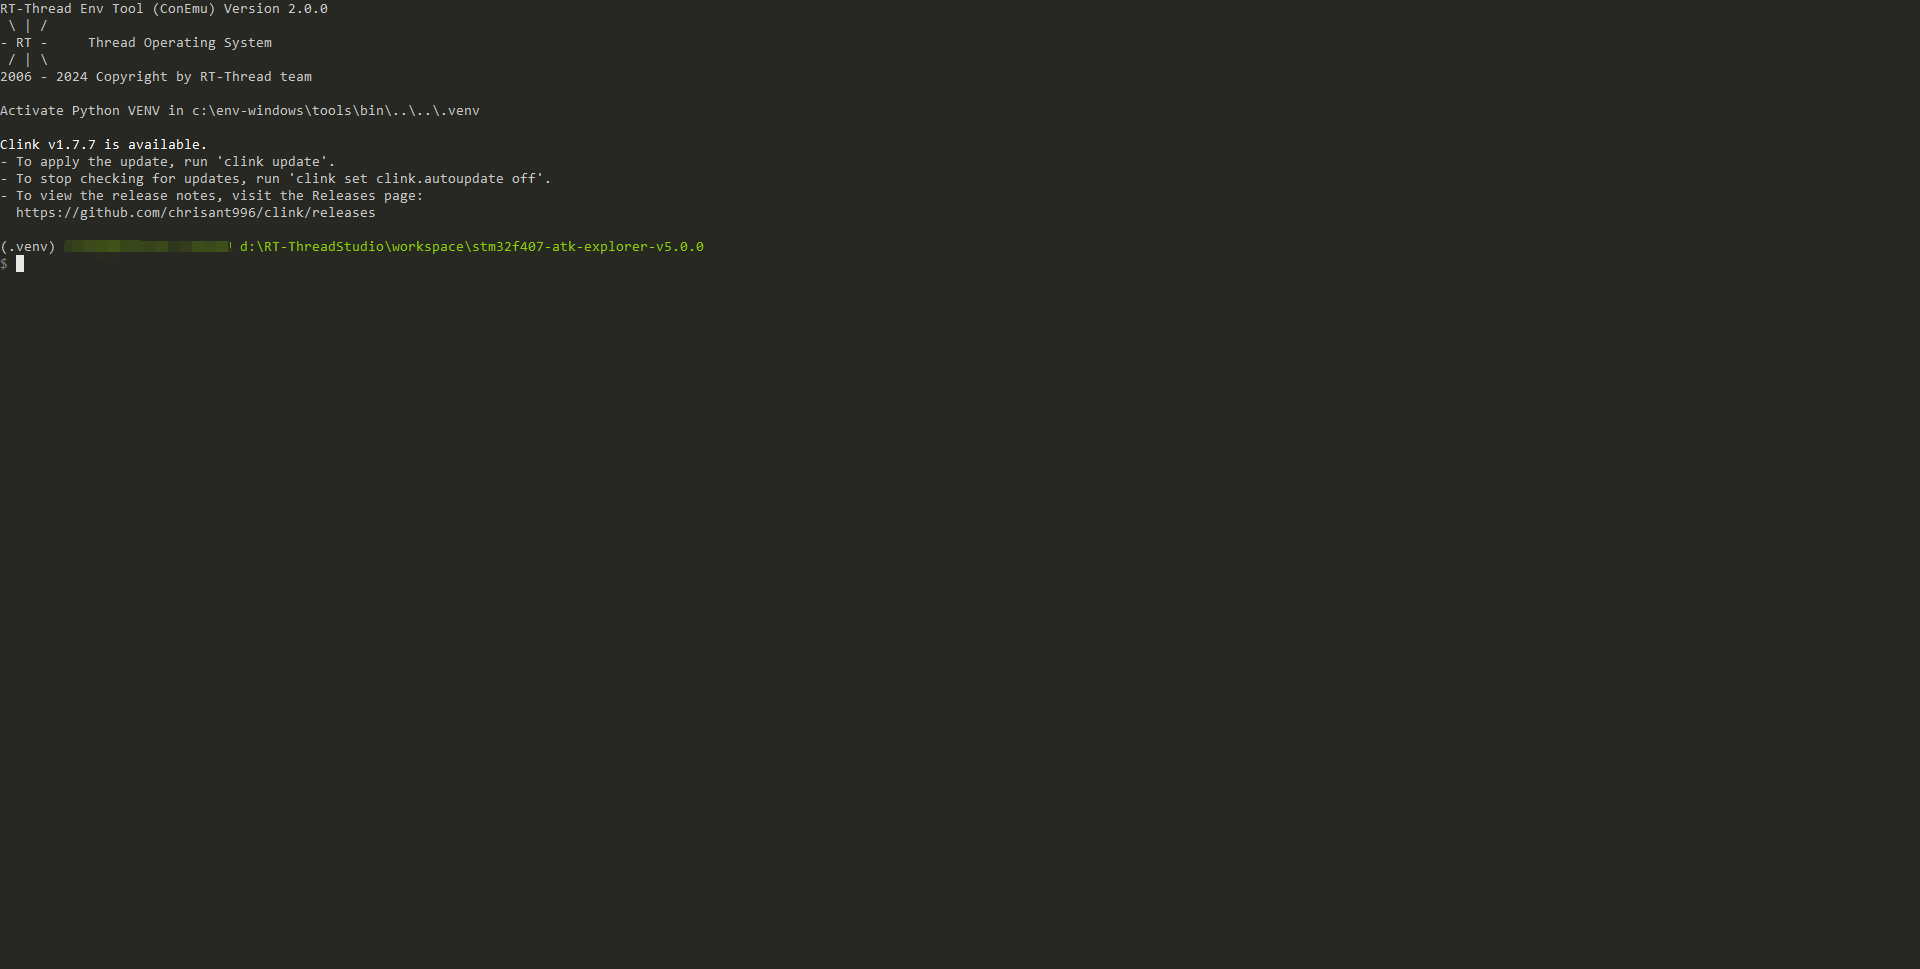 RT-Thread Env Tool (ConEmu) Version 2.0.0
 \ | /
- RT -     Thread Operating System
 / | \
2006 - 2024 Copyright by RT-Thread team
Activate Python VENV in c:\env-windows\tools\bin\..\..\.venv
Clink v1.7.7 is available.
- To apply the update, run 'clink update'.
- To stop checking for updates, run 'clink set clink.autoupdate off'.
- To view the release notes, visit the Releases page:
  https://github.com/chrisant996/clink/releases
(.venv) d:\RT-ThreadStudio\workspace\stm32f407-atk-explorer-v5.0.0
$